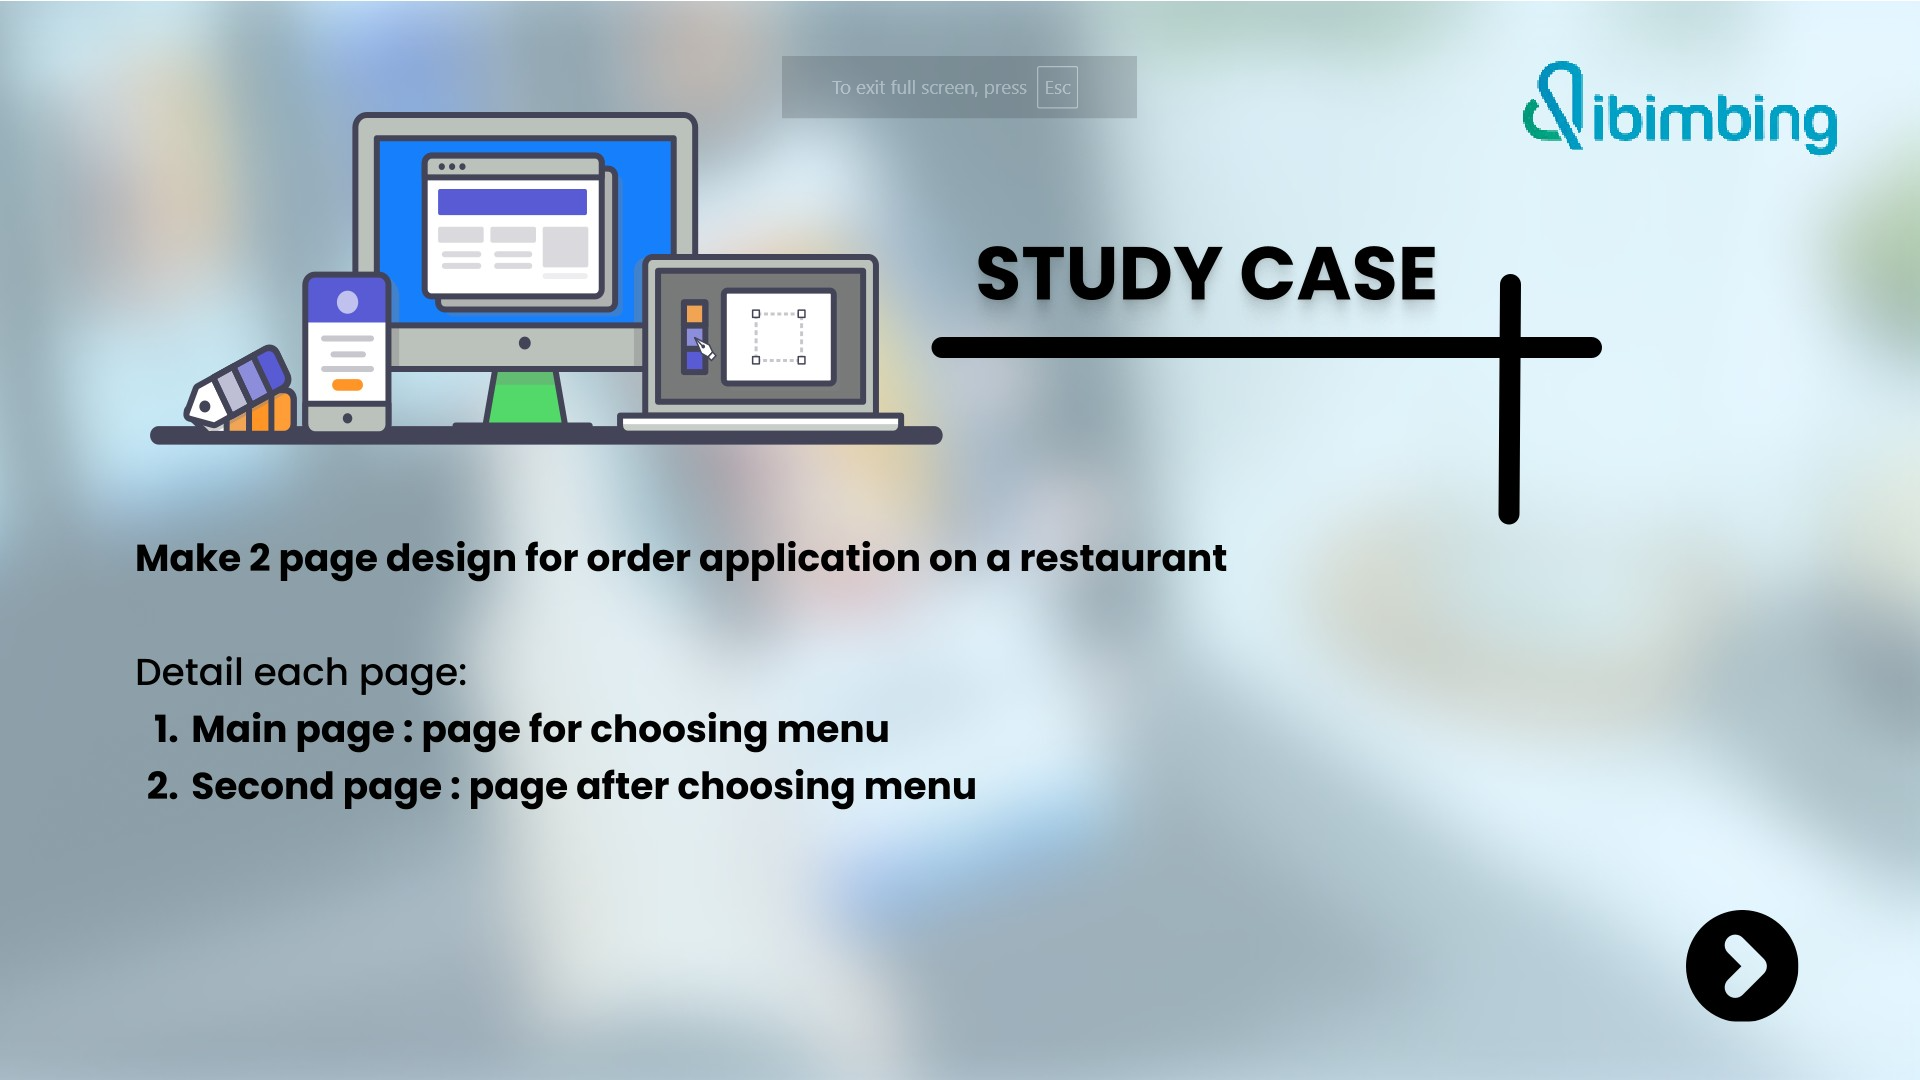 To exit full screen, press Esc
dibimbing
STUDY CASE
Make 2 page design for order application on a restaurant
Detail each page:
1. Main page : page for choosing menu
2. Second page : page after choosing menu